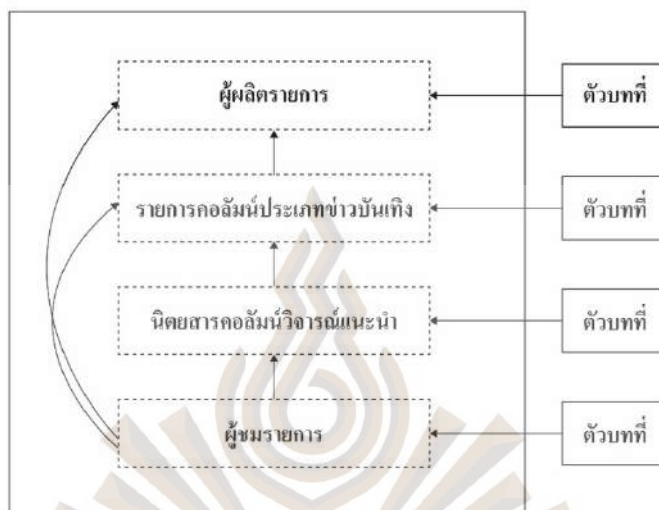 ผู้ผลิตรายการ
ตัวบทที่
รายการคอลัมน์ประเภทข่าวบันเทิง
ตัวบทที่
นิตยสารคอลัมน์วิจารณ์แนะนำ
ตัวบทที่
ผู้ชมรายการ
ตัวบทที่